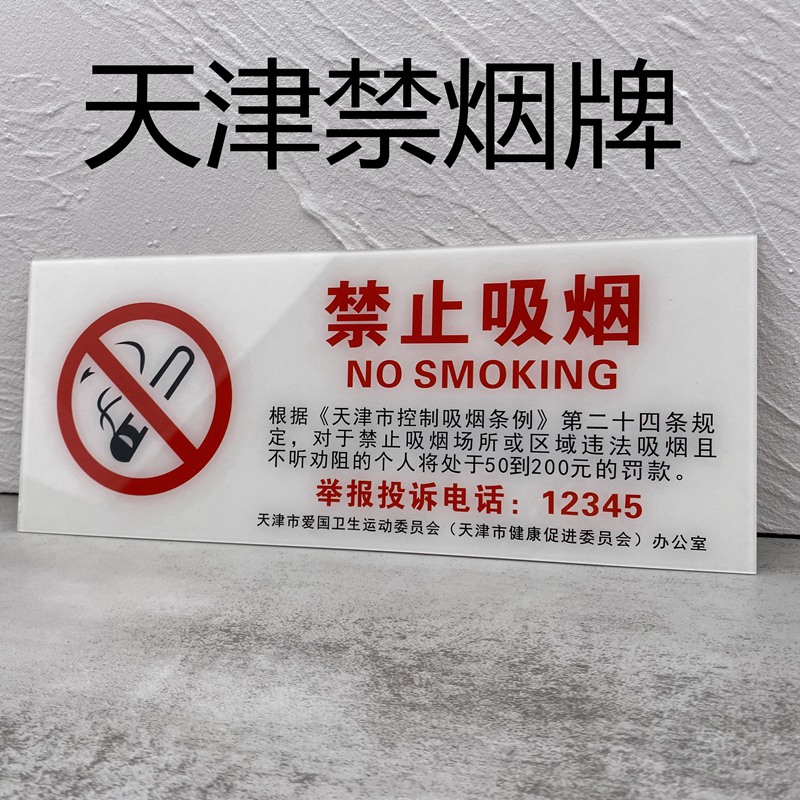 天津禁烟牌
禁止吸烟
NO SMOKING
根据《天津市控制吸烟条例》第二十四条规
定，对于禁止吸烟场所或区域违法吸烟且
不听劝阻的个人将处于50到200元的罚款。
举报投诉电话：12345
天津市爱国卫生运动委员会（天津市健康促进委员会）办公室